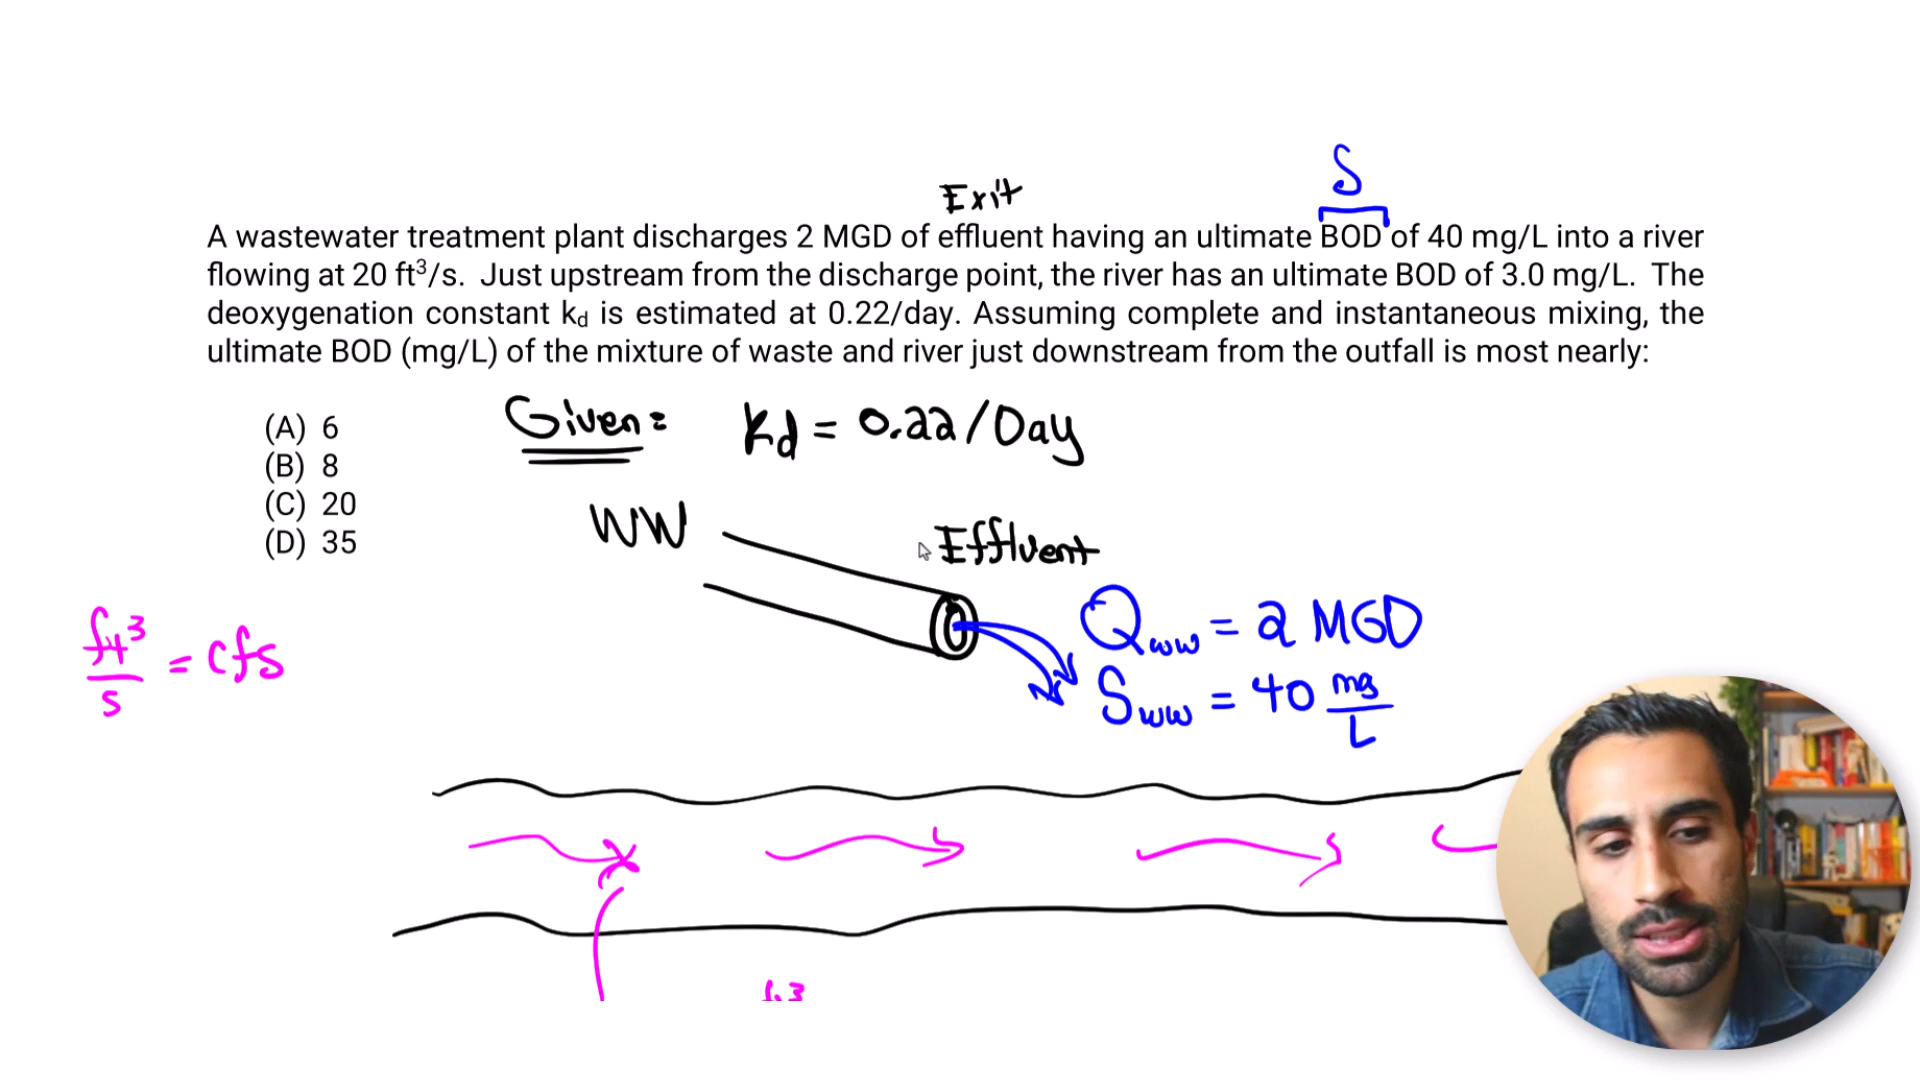 S
Exit
A wastewater treatment plant discharges 2 MGD of effluent having an ultimate BOD of 40 mg/L into a river
flowing at 20 ft³/s. Just upstream from the discharge point, the river has an ultimate BOD of 3.0 mg/L. The
deoxygenation constant kd is estimated at 0.22/day. Assuming complete and instantaneous mixing, the
ultimate BOD (mg/L) of the mixture of waste and river just downstream from the outfall is most nearly:
(A) 6
(B) 8
(C) 20
(D) 35
Given:
Kd = 0.22/Day
WW
Effluent
Qww = 2 MGD
Sww = 40 mg/L
ft³/s = cfs